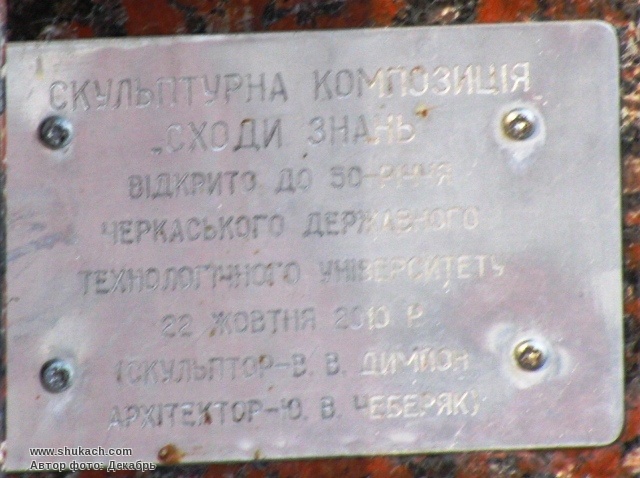 СКУЛЬПТУРНА КОМПОЗИЦІЯ
„СХОДИ ЗНАНЬ"
ВІДКРИТО ДО 50-РІЧЧЯ
ЧЕРКАСЬКОГО ДЕРЖАВНОГО
ТЕХНОЛОГІЧНОГО УНІВЕРСИТЕТУ
22 ЖОВТНЯ 2010 Р.
(СКУЛЬПТОР-В. В. ДИМЙОН
АРХІТЕКТОР-Ю. В. ЧЕБЕРЯК)
www.shukach.com
Автор фото: Декабрь